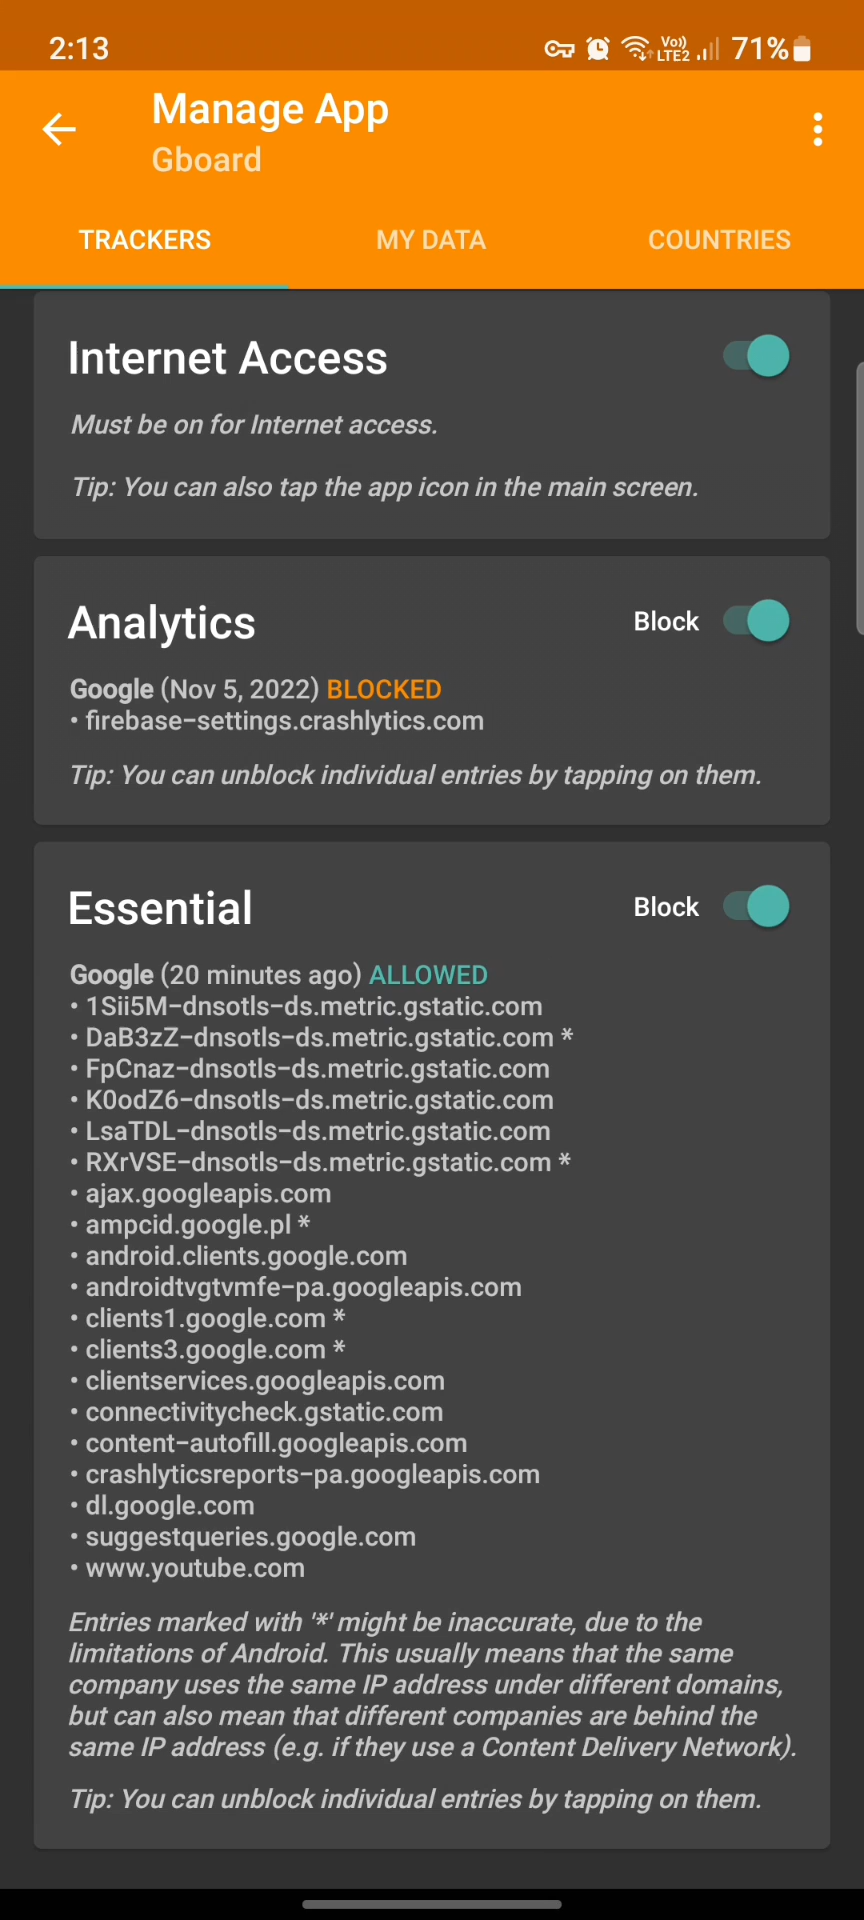 2:13
Vo)) LTE2 71%
Manage App
Gboard
TRACKERS MY DATA COUNTRIES
Internet Access
Must be on for Internet access.
Tip: You can also tap the app icon in the main screen.
Analytics Block
Google (Nov 5, 2022) BLOCKED
• firebase-settings.crashlytics.com
Tip: You can unblock individual entries by tapping on them.
Essential Block
Google (20 minutes ago) ALLOWED
• 1Sii5M-dnsotls-ds.metric.gstatic.com
• DaB3zZ-dnsotls-ds.metric.gstatic.com *
• FpCnaz-dnsotls-ds.metric.gstatic.com
• K0odZ6-dnsotls-ds.metric.gstatic.com
• LsaTDL-dnsotls-ds.metric.gstatic.com
• RXrVSE-dnsotls-ds.metric.gstatic.com *
• ajax.googleapis.com
• ampcid.google.pl *
• android.clients.google.com
• androidtvgtvmfe-pa.googleapis.com
• clients1.google.com *
• clients3.google.com *
• clientservices.googleapis.com
• connectivitycheck.gstatic.com
• content-autofill.googleapis.com
• crashlyticsreports-pa.googleapis.com
• dl.google.com
• suggestqueries.google.com
• www.youtube.com
Entries marked with '*' might be inaccurate, due to the
limitations of Android. This usually means that the same
company uses the same IP address under different domains,
but can also mean that different companies are behind the
same IP address (e.g. if they use a Content Delivery Network).
Tip: You can unblock individual entries by tapping on them.